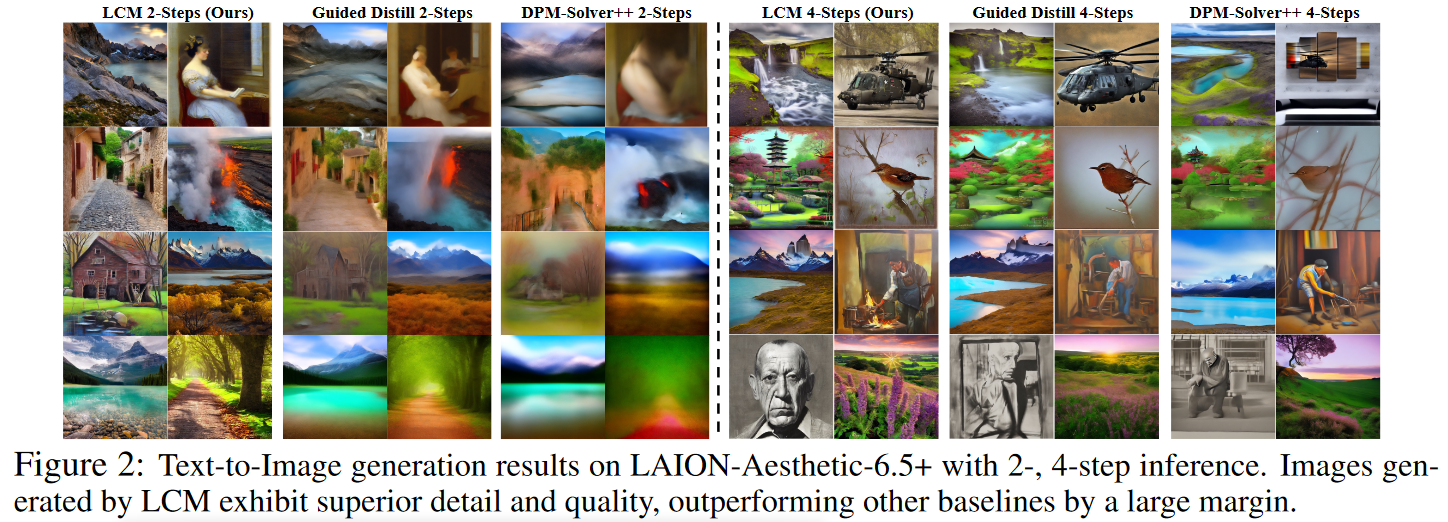 LCM 2-Steps (Ours) Guided Distill 2-Steps DPM-Solver++ 2-Steps LCM 4-Steps (Ours) Guided Distill 4-Steps DPM-Solver++ 4-Steps
Figure 2: Text-to-Image generation results on LAION-Aesthetic-6.5+ with 2-, 4-step inference. Images gen-
erated by LCM exhibit superior detail and quality, outperforming other baselines by a large margin.